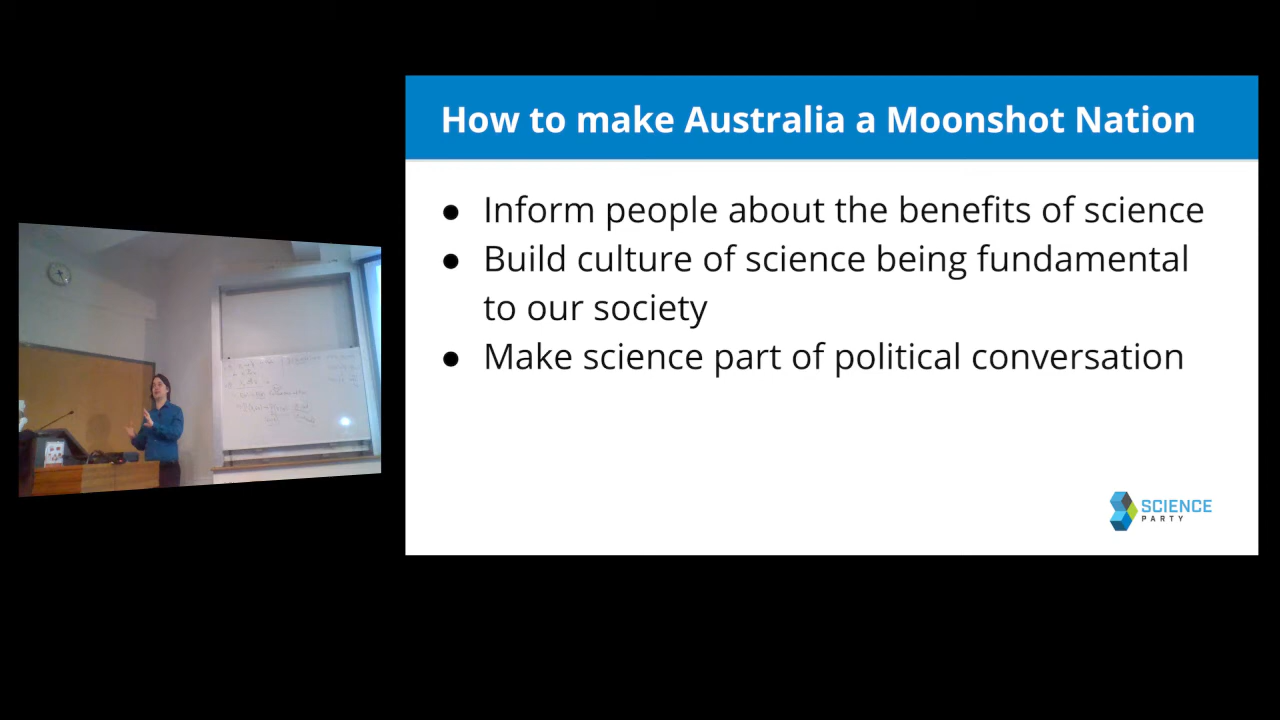 How to make Australia a Moonshot Nation
● Inform people about the benefits of science
● Build culture of science being fundamental
to our society
● Make science part of political conversation
SCIENCE
PARTY